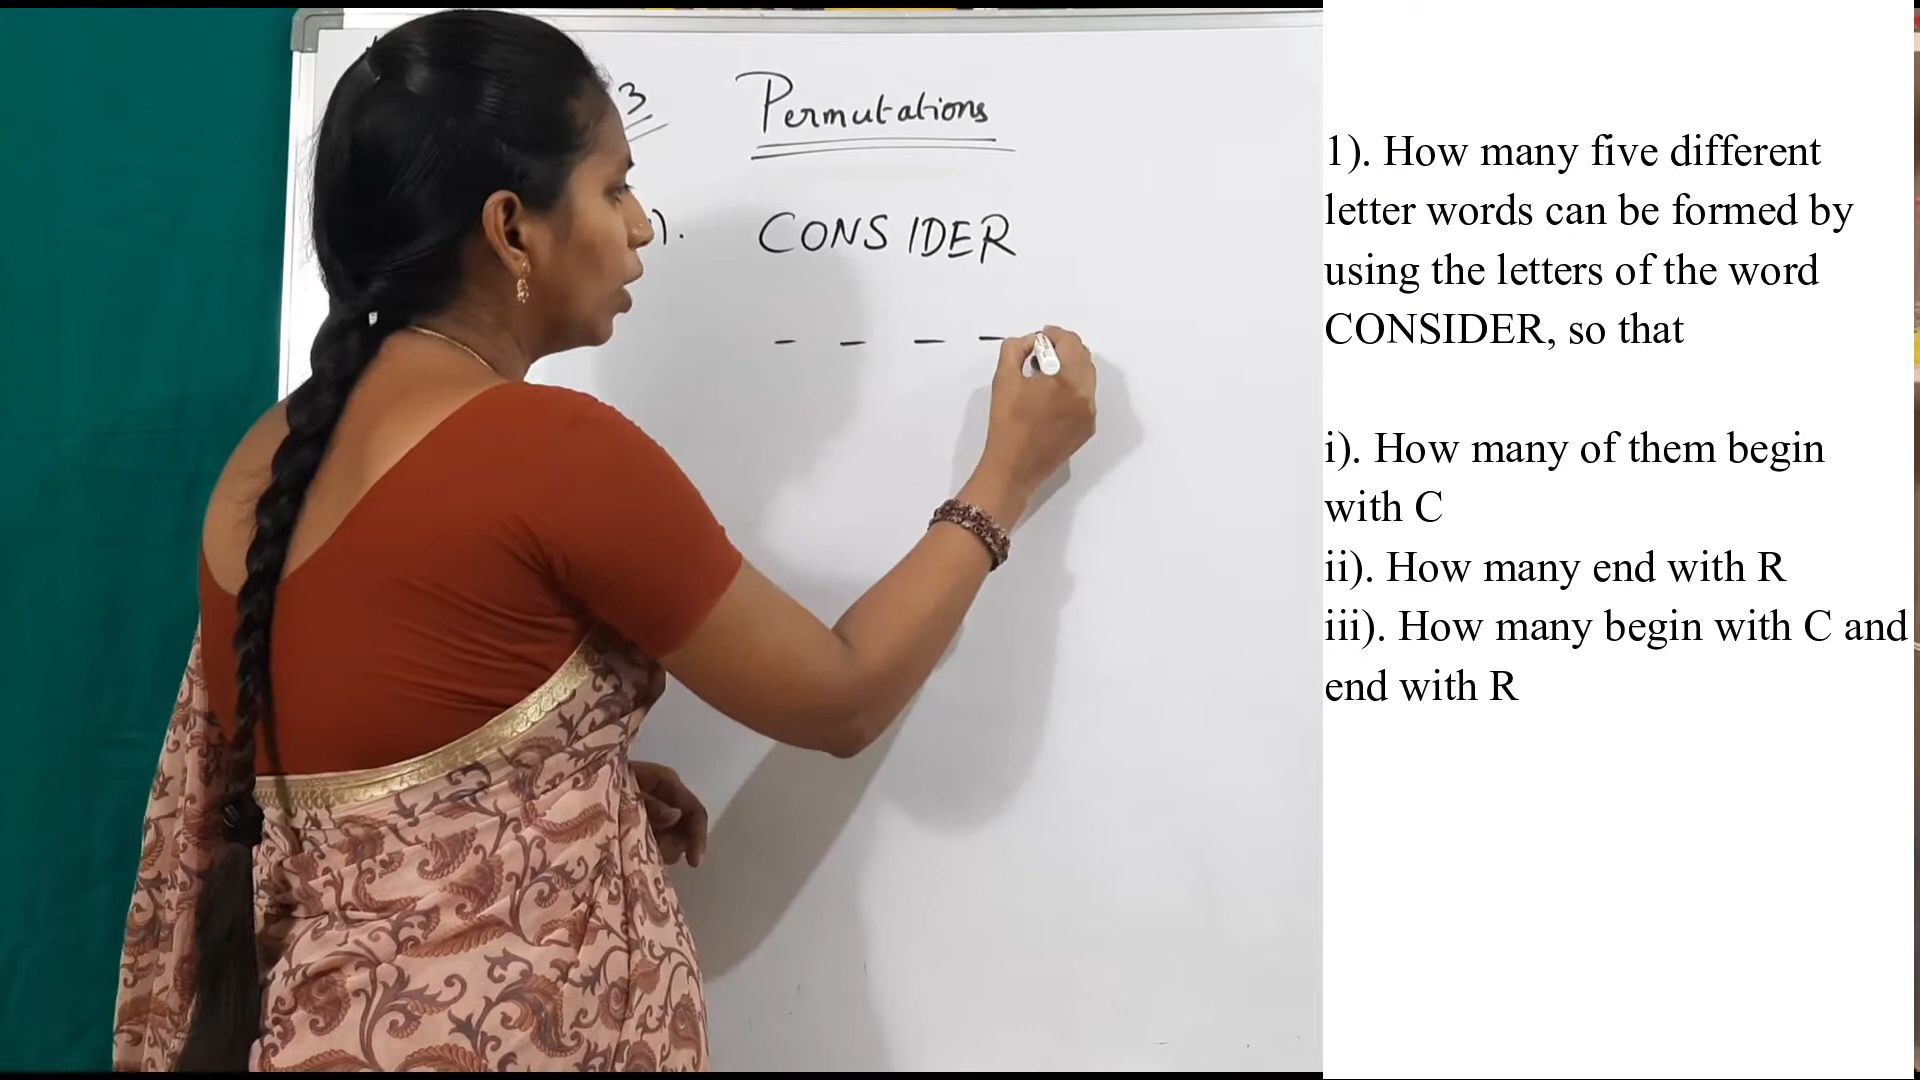 3
Permutations
).
CONSIDER
- - - -
1). How many five different
letter words can be formed by
using the letters of the word
CONSIDER, so that
i). How many of them begin
with C
ii). How many end with R
iii). How many begin with C and
end with R